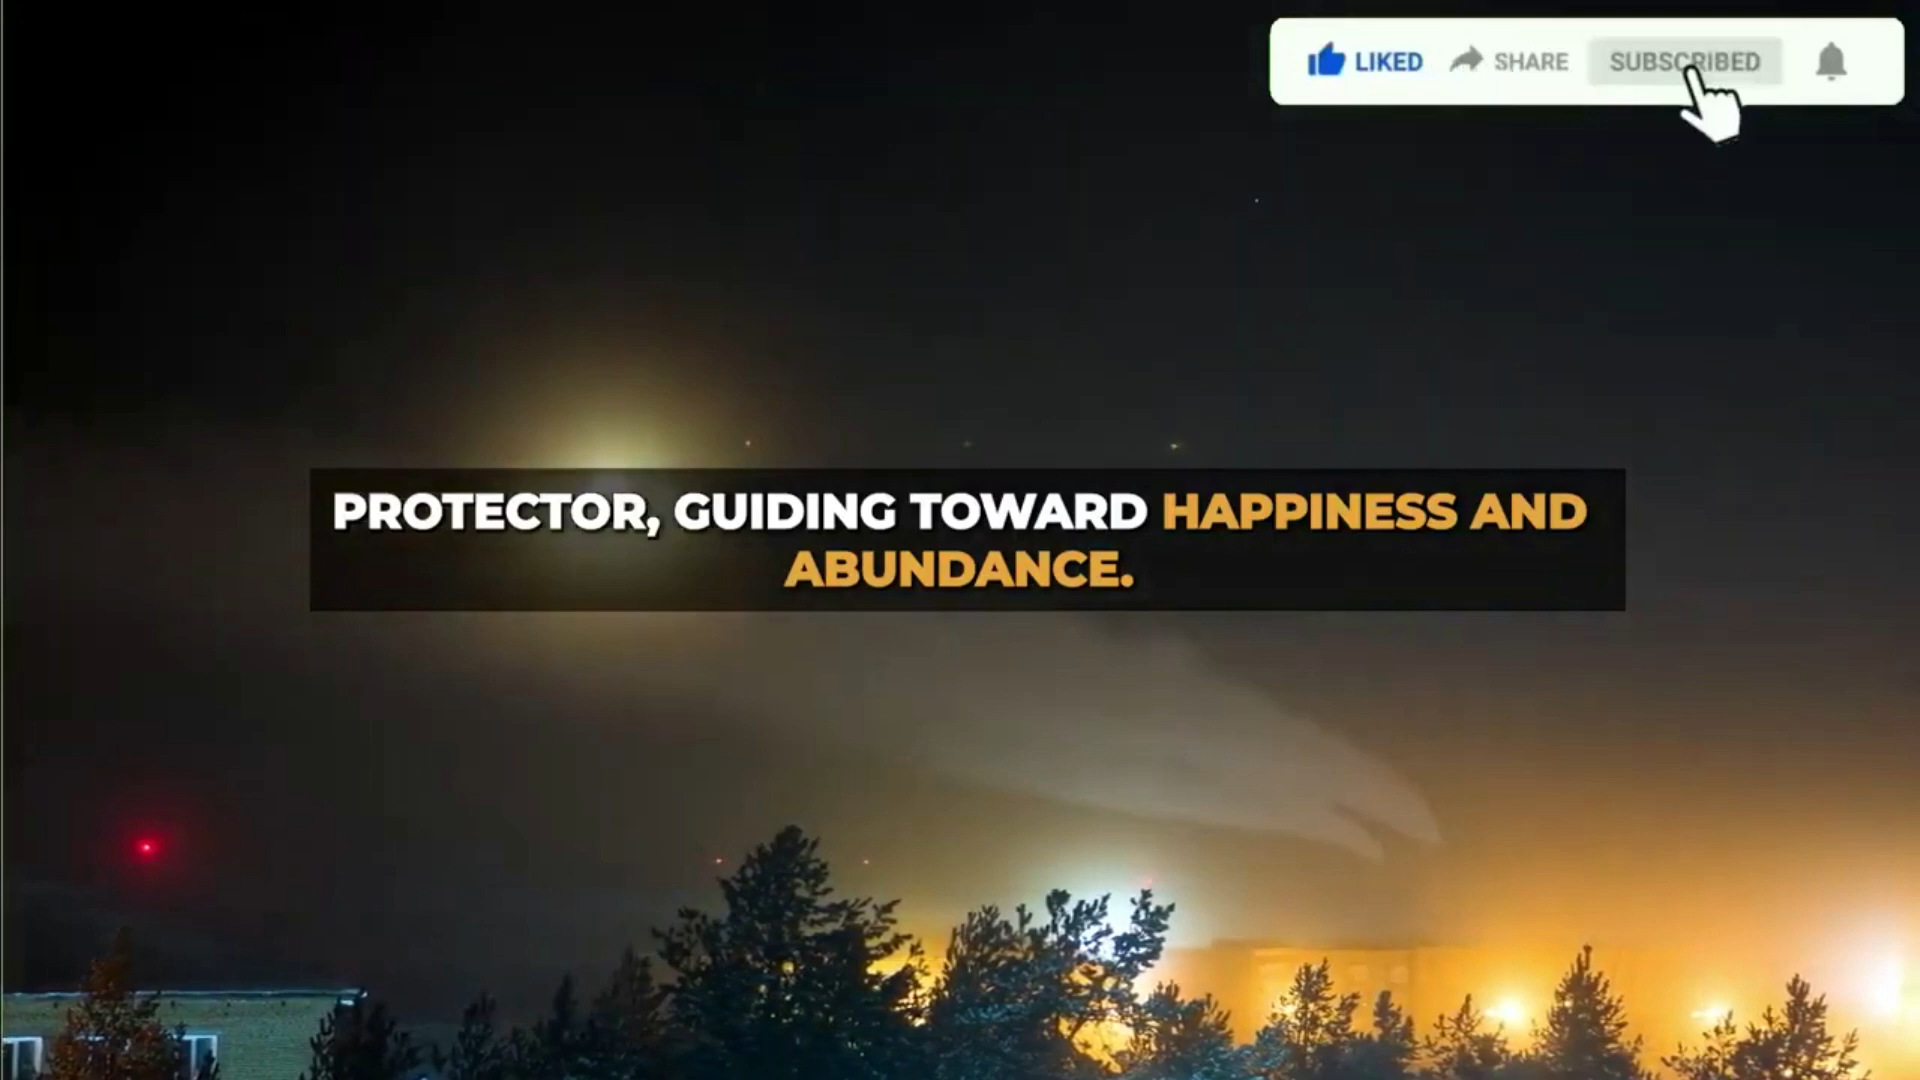 LIKED SHARE SUBSCRIBED
PROTECTOR, GUIDING TOWARD HAPPINESS AND
ABUNDANCE.